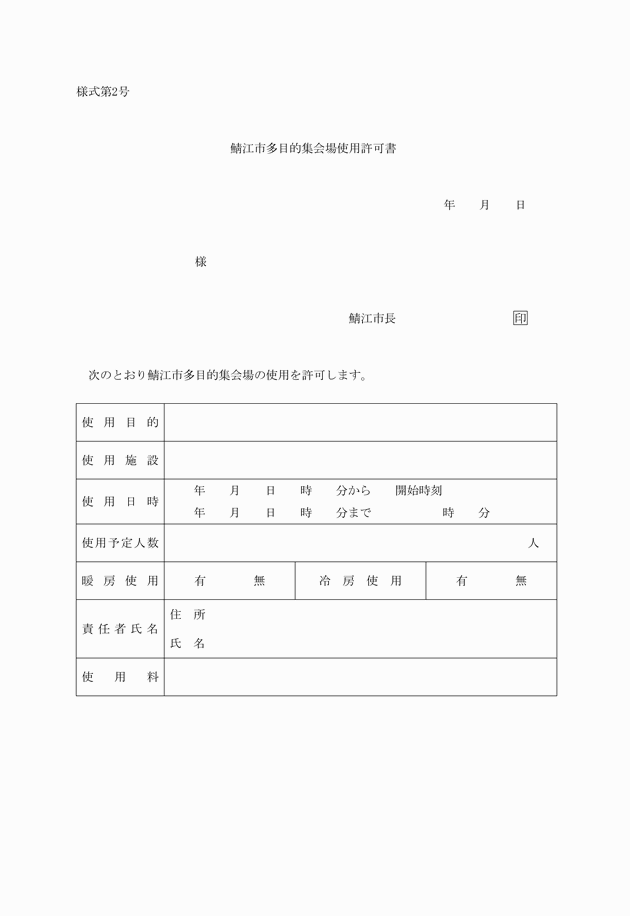 様式第2号
鯖江市多目的集会場使用許可書
年　　月　　日
様
鯖江市長　　　　　　　　　　印
次のとおり鯖江市多目的集会場の使用を許可します。
使用目的
使用施設
使用日時　　年　　月　　日　　時　　分から　　開始時刻
年　　月　　日　　時　　分まで　　　　　　時　　分
使用予定人数　　人
暖房使用　　有　　　　無　　冷房使用　　有　　　　無
責任者氏名　　住所
氏名
使用料